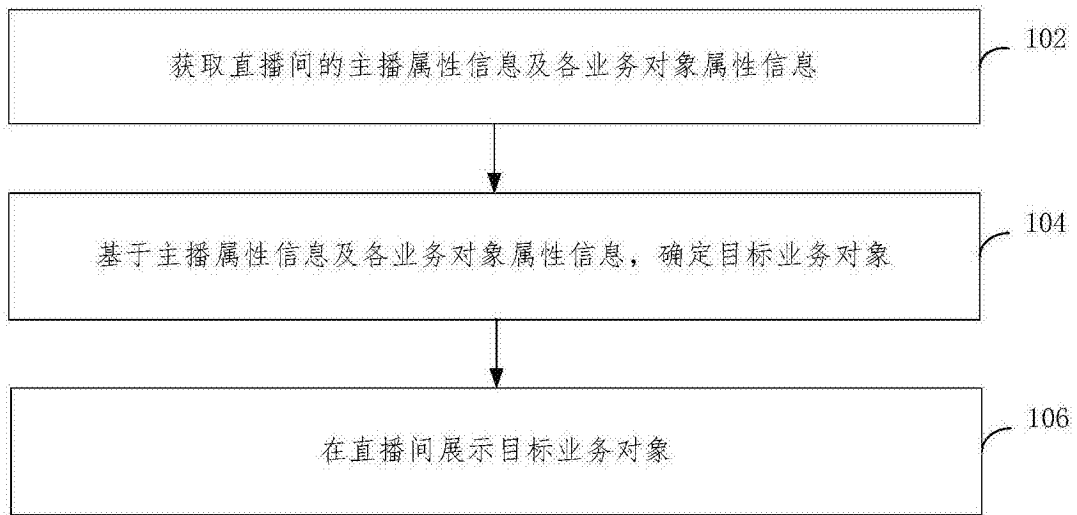 获取直播间的主播属性信息及各业务对象属性信息
102
基于主播属性信息及各业务对象属性信息，确定目标业务对象
104
在直播间展示目标业务对象
106